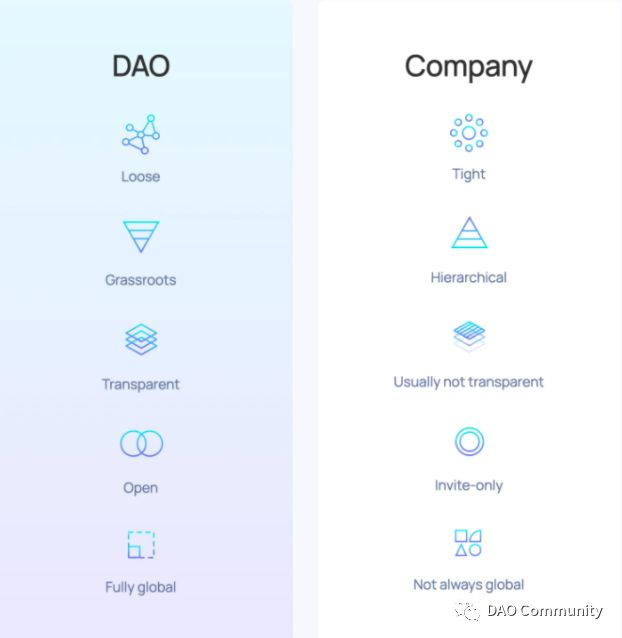 DAO
Loose
Grassroots
Transparent
Open
Fully global
Company
Tight
Hierarchical
Usually not transparent
Invite-only
Not always global
DAO Community